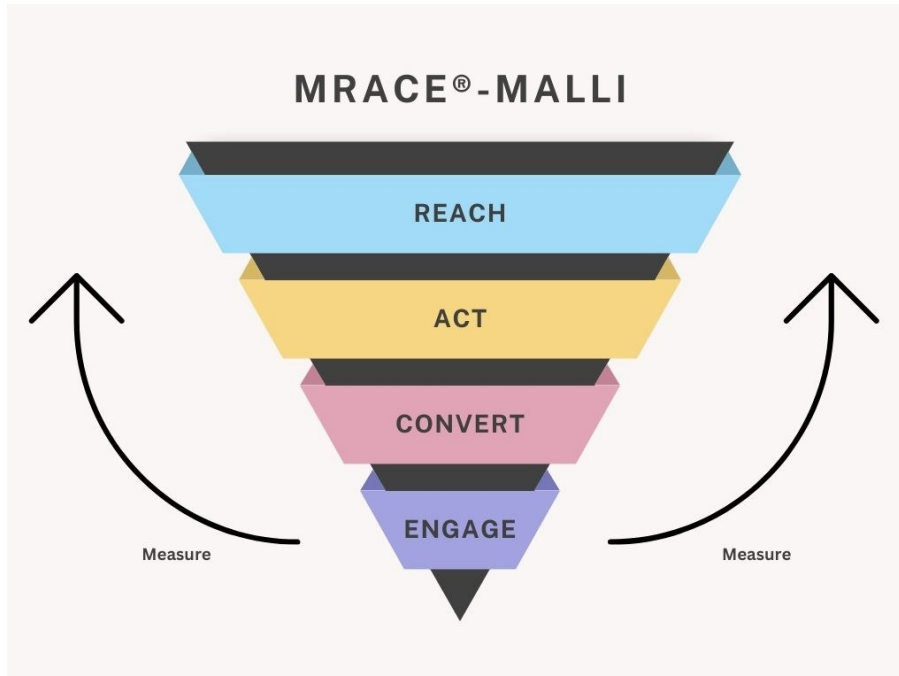 MRACE®-MALLI
REACH
ACT
CONVERT
ENGAGE
Measure
Measure